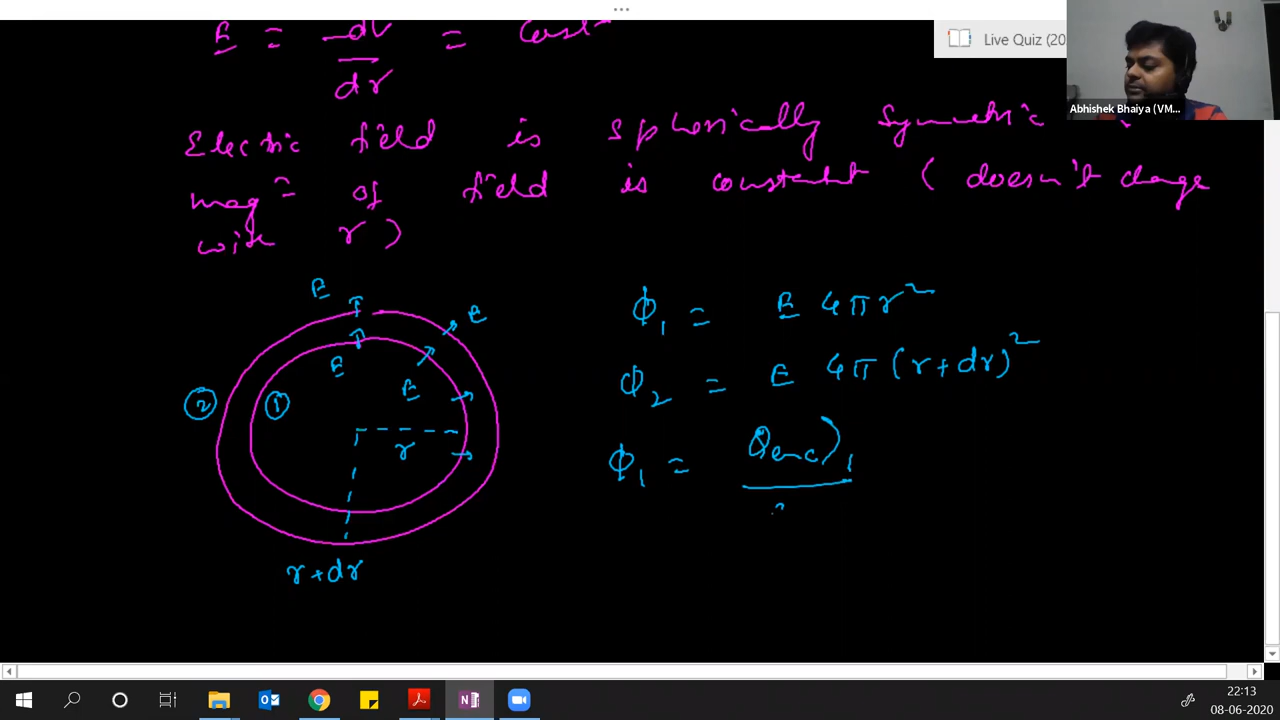 Live Quiz (20
Abhishek Bhaiya (VM...
E = -dV/dr = const
Electric field is spherically symmetric
magⁿ of field is constant ( doesn't change
with r )
E
E
E
E
② ①
r
r+dr
ϕ₁ = E 4πr²
ϕ₂ = E 4π(r+dr)²
ϕ₁ = Qenc)₁
22:13
08-06-2020